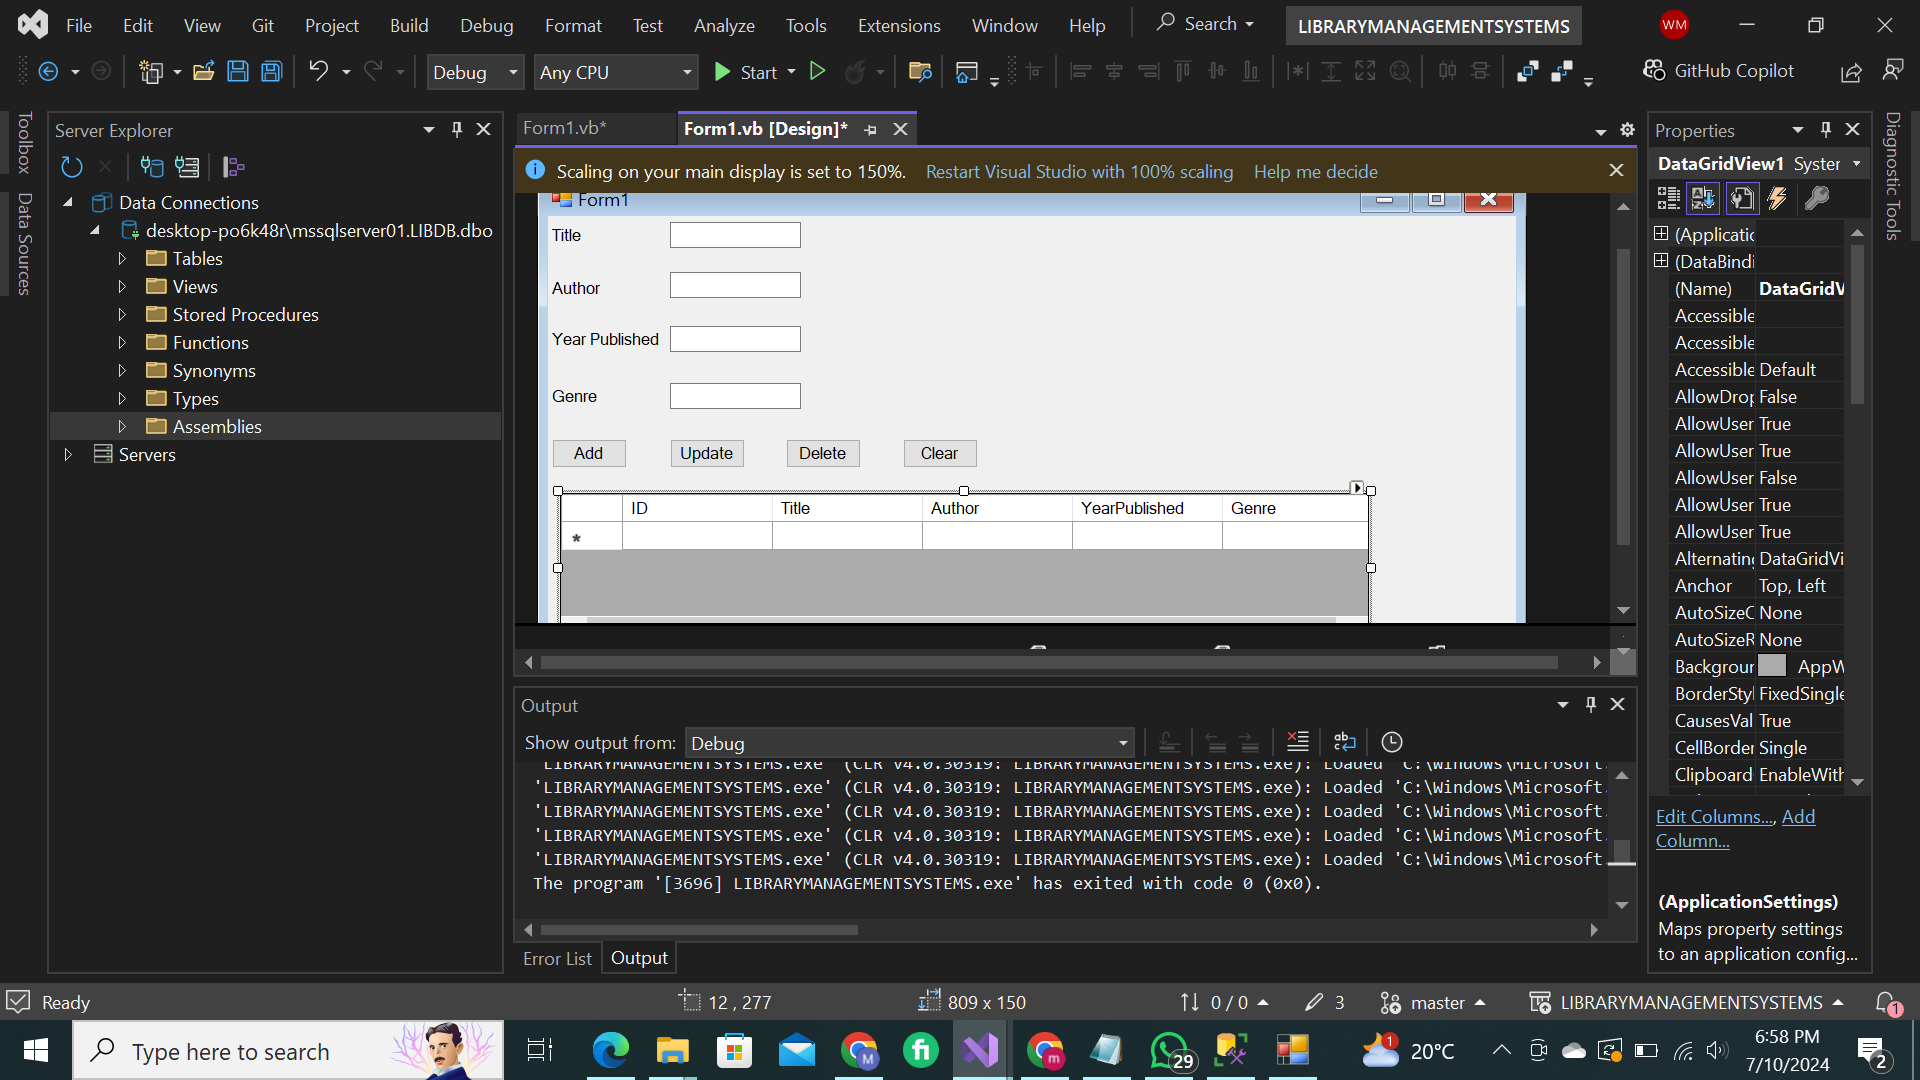 File Edit View Git Project Build Debug Format Test Analyze Tools Extensions Window Help Search LIBRARYMANAGEMENTSYSTEMS WM
Debug Any CPU Start GitHub Copilot
Toolbox
Data Sources
Server Explorer
Data Connections
desktop-po6k48r\mssqlserver01.LIBDB.dbo
Tables
Views
Stored Procedures
Functions
Synonyms
Types
Assemblies
Servers
Form1.vb* Form1.vb [Design]*
Scaling on your main display is set to 150%. Restart Visual Studio with 100% scaling Help me decide
Form1
Title
Author
Year Published
Genre
Add Update Delete Clear
ID Title Author YearPublished Genre
*
Output
Show output from: Debug
'LIBRARYMANAGEMENTSYSTEMS.exe' (CLR v4.0.30319: LIBRARYMANAGEMENTSYSTEMS.exe): Loaded 'C:\Windows\Microsoft.
'LIBRARYMANAGEMENTSYSTEMS.exe' (CLR v4.0.30319: LIBRARYMANAGEMENTSYSTEMS.exe): Loaded 'C:\Windows\Microsoft.
'LIBRARYMANAGEMENTSYSTEMS.exe' (CLR v4.0.30319: LIBRARYMANAGEMENTSYSTEMS.exe): Loaded 'C:\Windows\Microsoft.
'LIBRARYMANAGEMENTSYSTEMS.exe' (CLR v4.0.30319: LIBRARYMANAGEMENTSYSTEMS.exe): Loaded 'C:\Windows\Microsoft.
'LIBRARYMANAGEMENTSYSTEMS.exe' (CLR v4.0.30319: LIBRARYMANAGEMENTSYSTEMS.exe): Loaded 'C:\Windows\Microsoft.
The program '[3696] LIBRARYMANAGEMENTSYSTEMS.exe' has exited with code 0 (0x0).
Error List Output
Properties
DataGridView1 System
(Applicatic
(DataBindi
(Name) DataGridV
Accessible
Accessible
Accessible Default
AllowDrop False
AllowUser True
AllowUser True
AllowUser False
AllowUser True
AllowUser True
Alternating DataGridVi
Anchor Top, Left
AutoSizeC None
AutoSizeR None
Backgroun AppW
BorderStyl FixedSingle
CausesVal True
CellBorder Single
Clipboard EnableWith
Edit Columns..., Add
Column...
(ApplicationSettings)
Maps property settings
to an application config...
Diagnostic Tools
Ready 12 , 277 809 x 150 0 / 0 3 master LIBRARYMANAGEMENTSYSTEMS 1
Type here to search M fi m 29 1 20°C 6:58 PM
7/10/2024 2